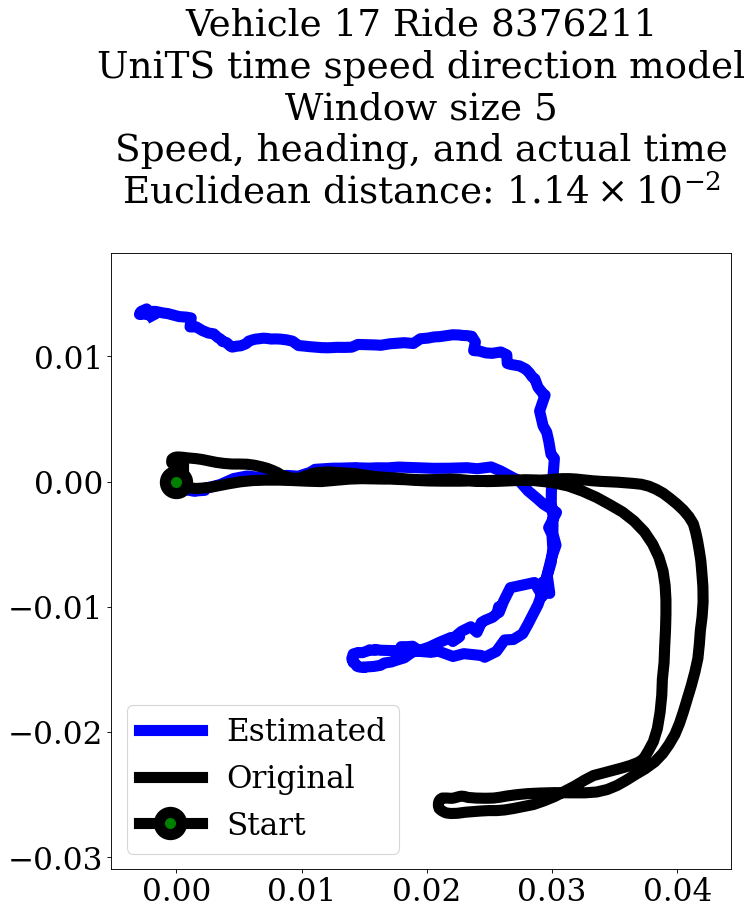 Vehicle 17 Ride 8376211
UniTS time speed direction model
Window size 5
Speed, heading, and actual time
Euclidean distance: 1.14 × 10⁻²
0.01
0.00
−0.01
−0.02
−0.03
Estimated
Original
Start
0.00 0.01 0.02 0.03 0.04